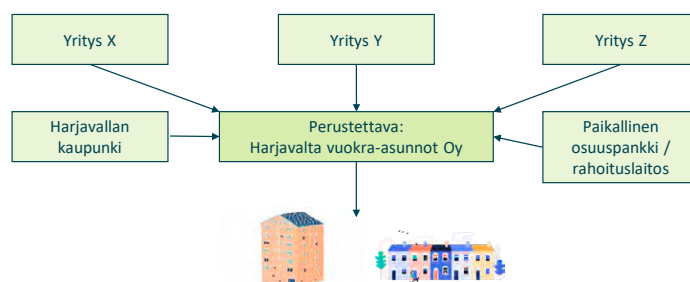 Yritys X
Yritys Y
Yritys Z
Harjavallan
kaupunki
Perustettava:
Harjavalta vuokra-asunnot Oy
Paikallinen
osuuspankki /
rahoituslaitos